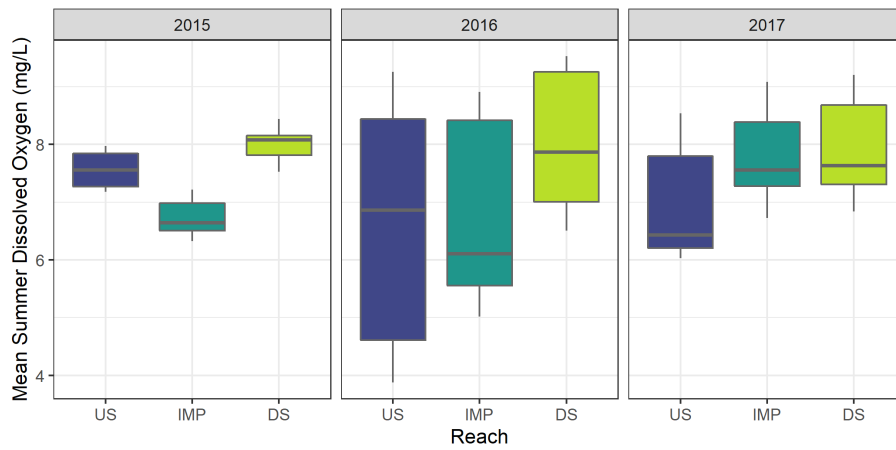 2015
2016
2017
Mean Summer Dissolved Oxygen (mg/L)
8
6
4
US
IMP
DS
US
IMP
DS
US
IMP
DS
Reach